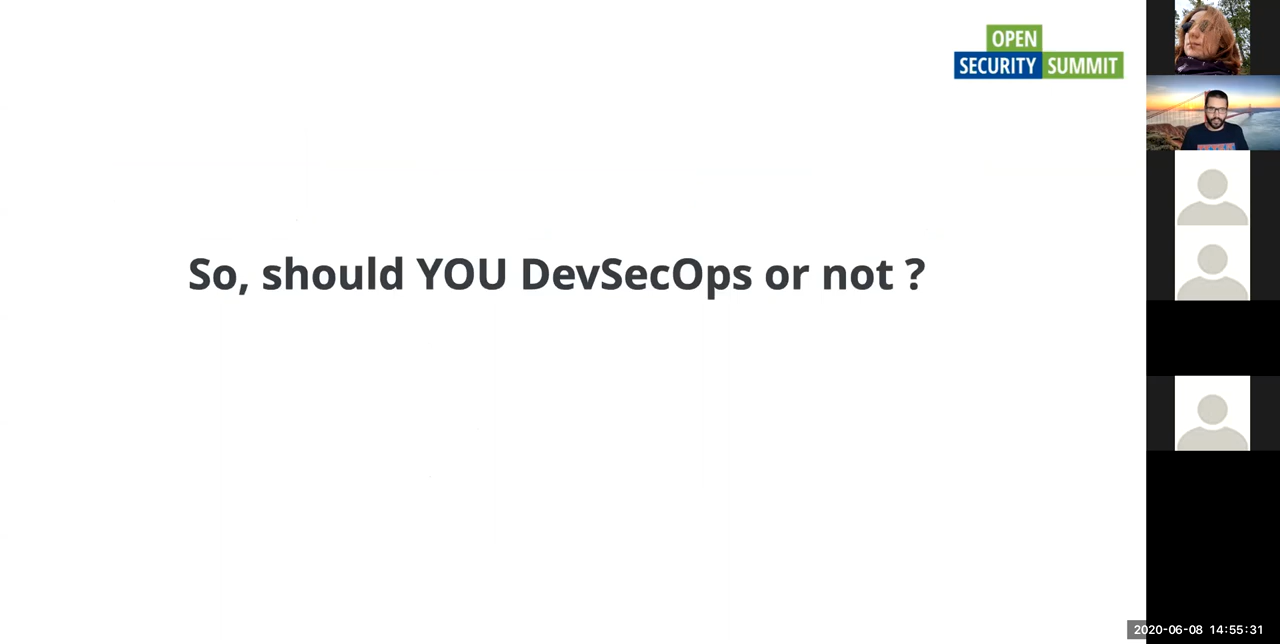 OPEN
SECURITY SUMMIT
So, should YOU DevSecOps or not ?
2020-06-08 14:55:31